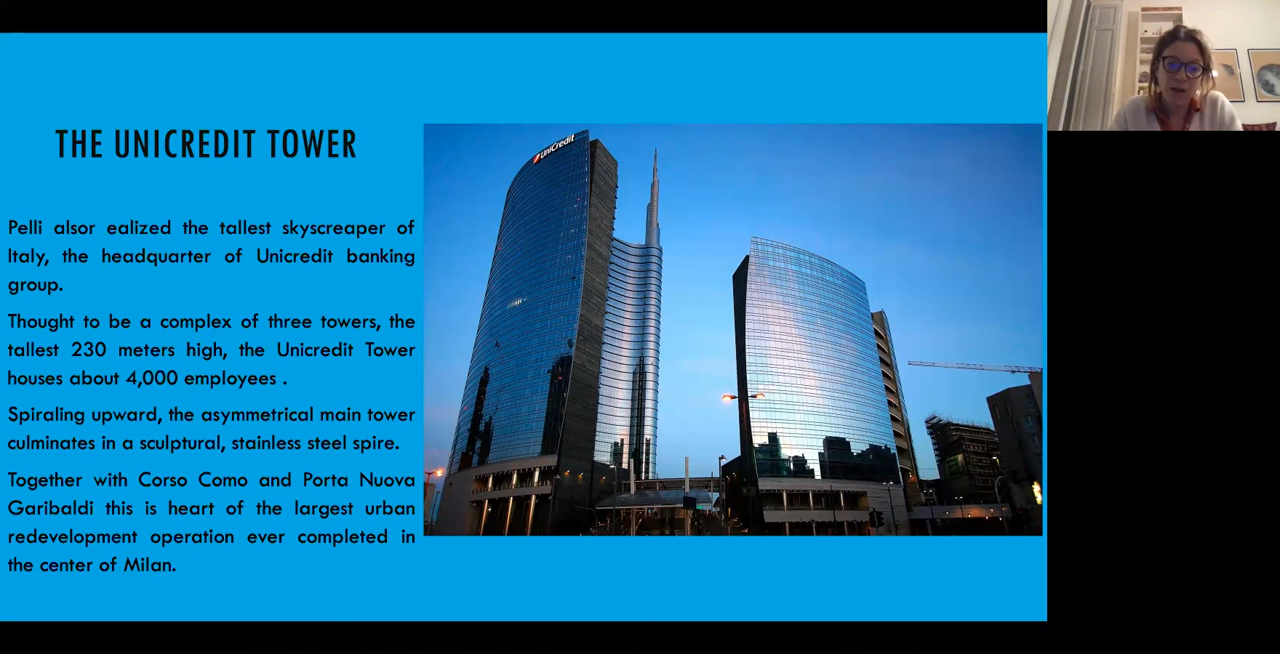 THE UNICREDIT TOWER
Pelli alsor ealized the tallest skyscreaper of
Italy, the headquarter of Unicredit banking
group.
Thought to be a complex of three towers, the
tallest 230 meters high, the Unicredit Tower
houses about 4,000 employees .
Spiraling upward, the asymmetrical main tower
culminates in a sculptural, stainless steel spire.
Together with Corso Como and Porta Nuova
Garibaldi this is heart of the largest urban
redevelopment operation ever completed in
the center of Milan.
UniCredit